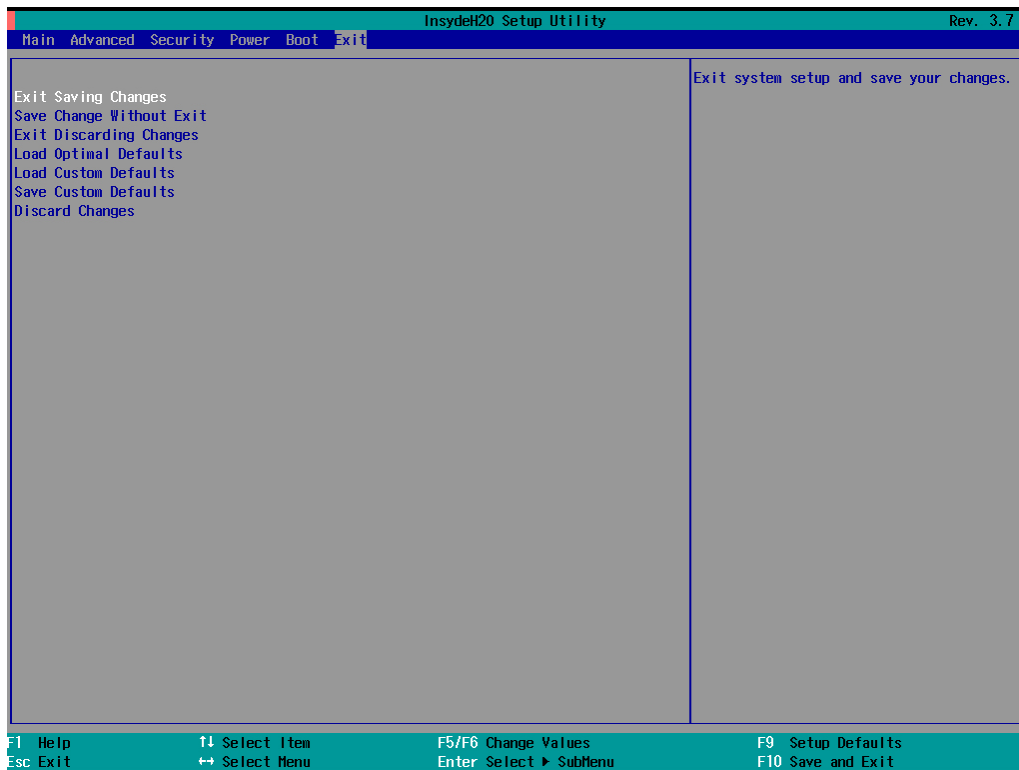 InsydeH20 Setup Utility Rev. 3.7
Main Advanced Security Power Boot Exit
Exit system setup and save your changes.
Exit Saving Changes
Save Change Without Exit
Exit Discarding Changes
Load Optimal Defaults
Load Custom Defaults
Save Custom Defaults
Discard Changes
F1 Help ↑↓ Select Item F5/F6 Change Values F9 Setup Defaults
Esc Exit ↔ Select Menu Enter Select ▶ SubMenu F10 Save and Exit